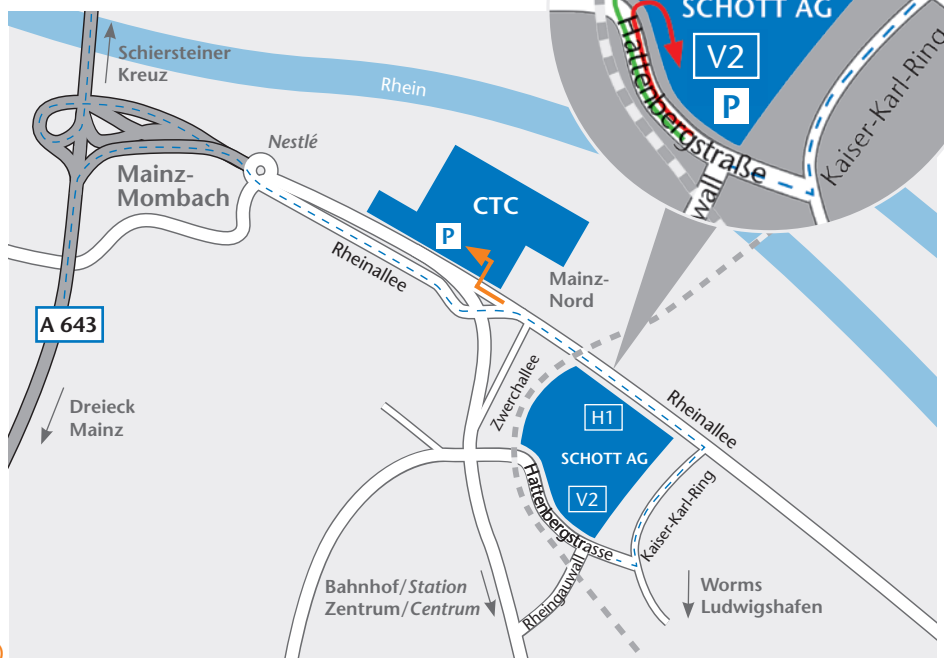 SCHOTT AG
V2
P
Hattenbergstraße
Kaiser-Karl-Ring
wall
Schiersteiner
Kreuz
Rhein
Nestlé
Mainz-
Mombach
CTC
P
Rheinallee
Mainz-
Nord
A 643
Dreieck
Mainz
Zwerchallee
H1
SCHOTT AG
V2
Rheinallee
Hattenbergstrasse
Kaiser-Karl-Ring
Rheingauwall
Bahnhof/Station
Zentrum/Centrum
Worms
Ludwigshafen